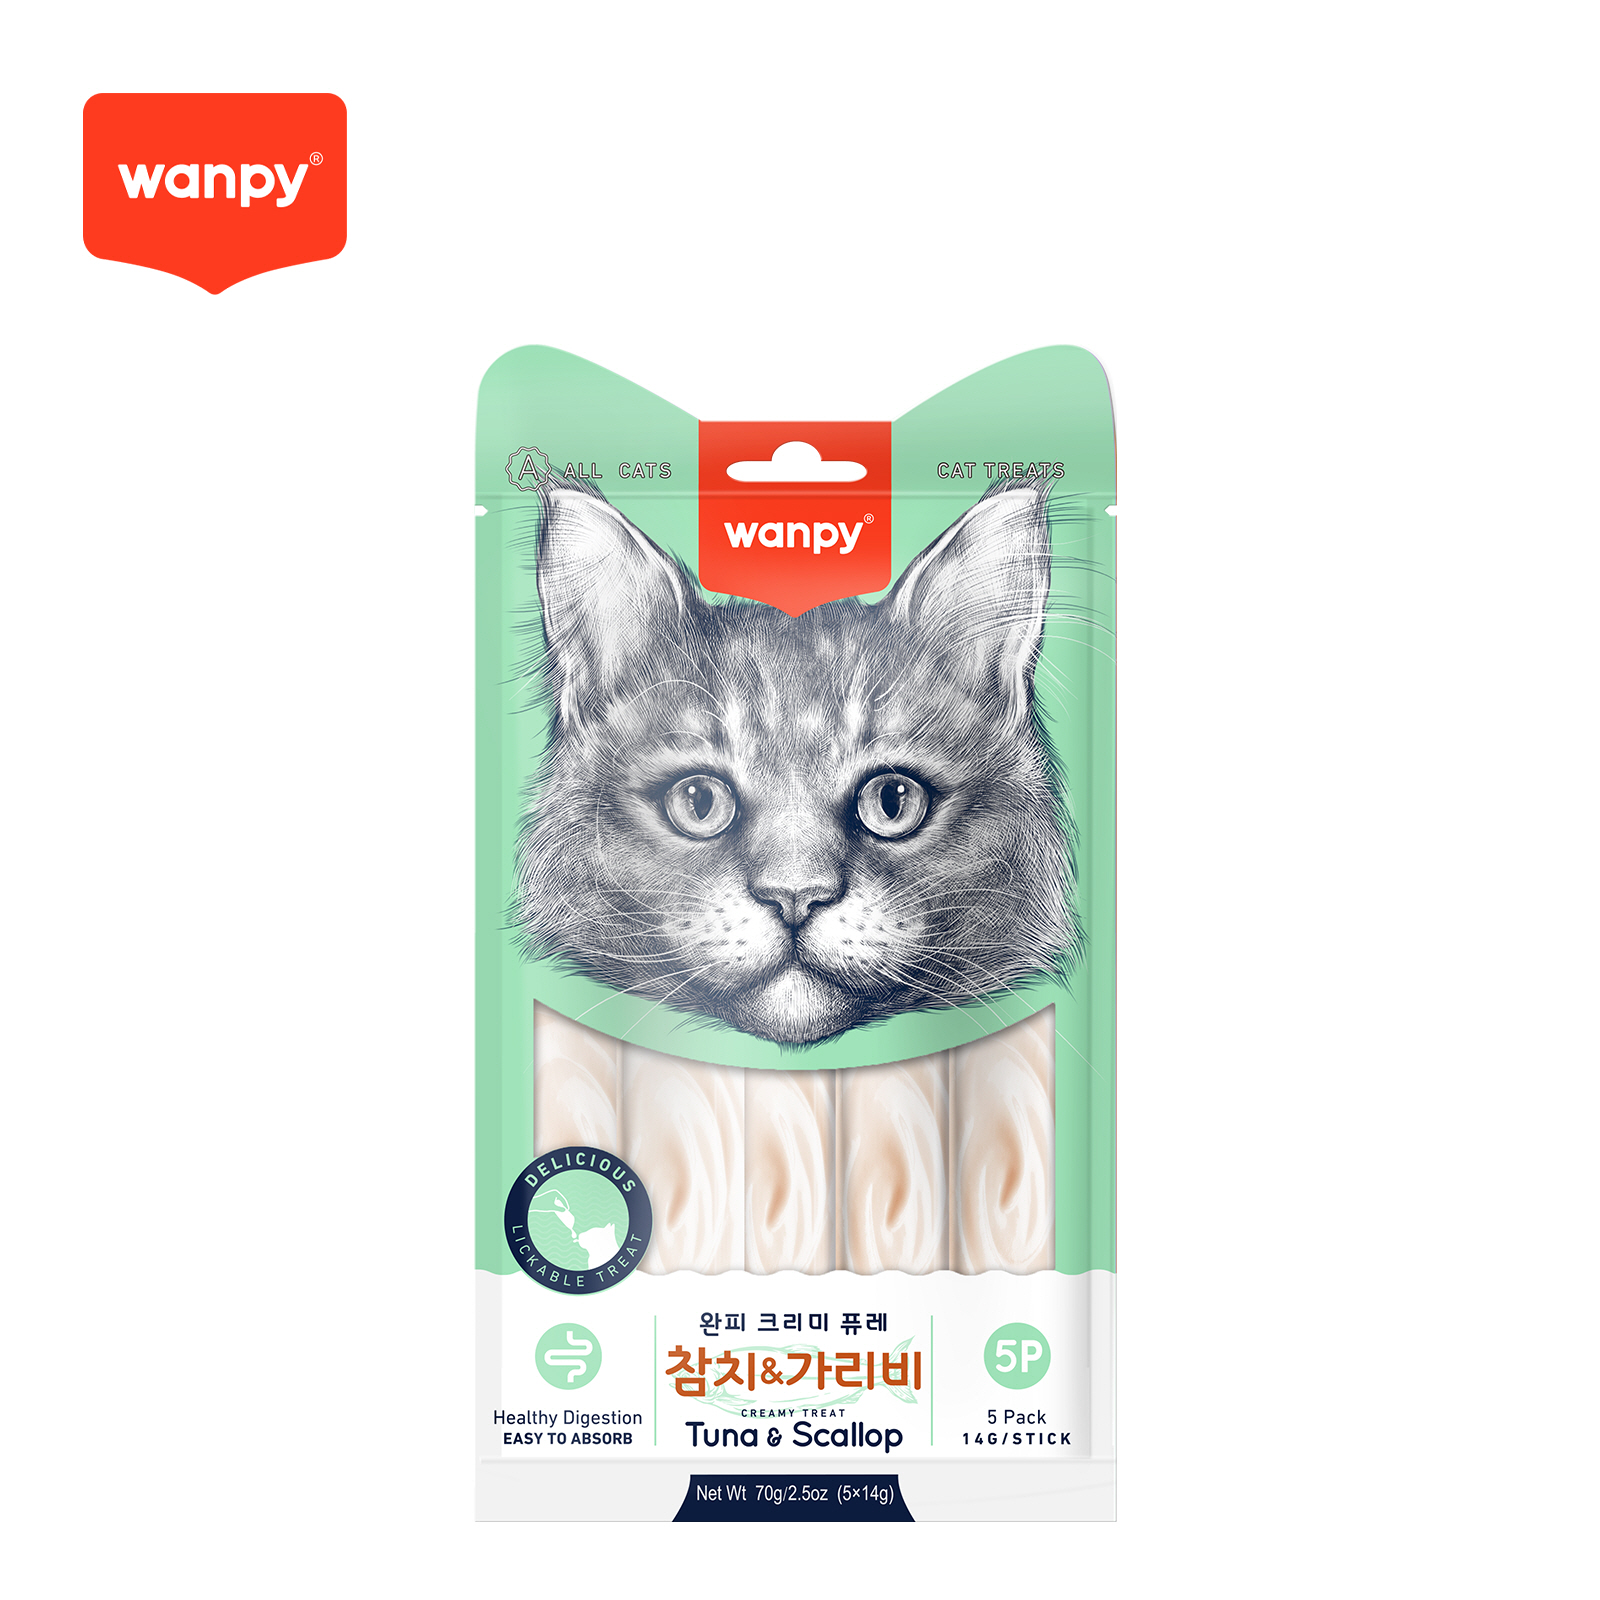 wanpy®
A ALL CATS
CAT TREATS
wanpy®
DELICIOUS
LICKABLE TREAT
완피 크리미 퓨레
참치&가리비
CREAMY TREAT
Tuna & Scallop
Healthy Digestion
EASY TO ABSORB
5P
5 Pack
14G/STICK
Net Wt 70g/2.5oz (5×14g)